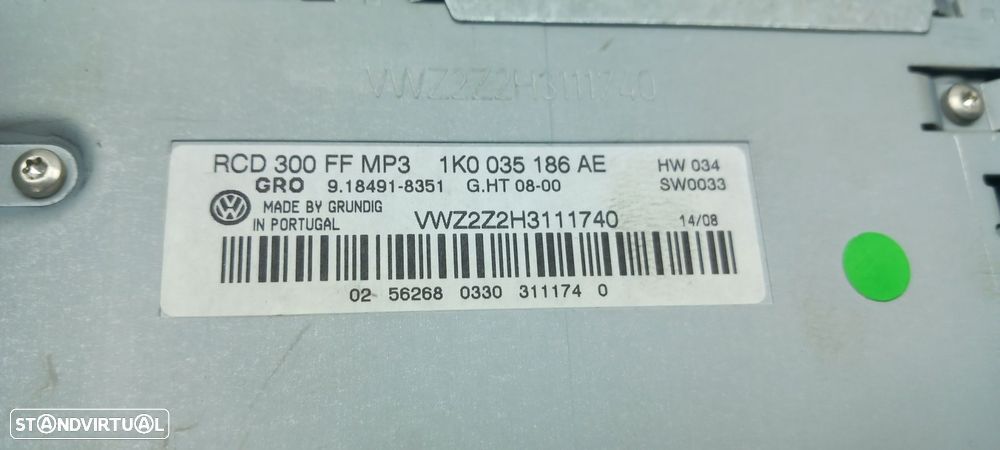 VWZ2Z2H3111740
RCD 300 FF MP3 1K0 035 186 AE HW 034
GRO 9.18491-8351 G.HT 08-00 SW0033
MADE BY GRUNDIG
IN PORTUGAL
VWZ2Z2H3111740 14/08
02 56268 0330 311174 0
STANDVIRTUAL